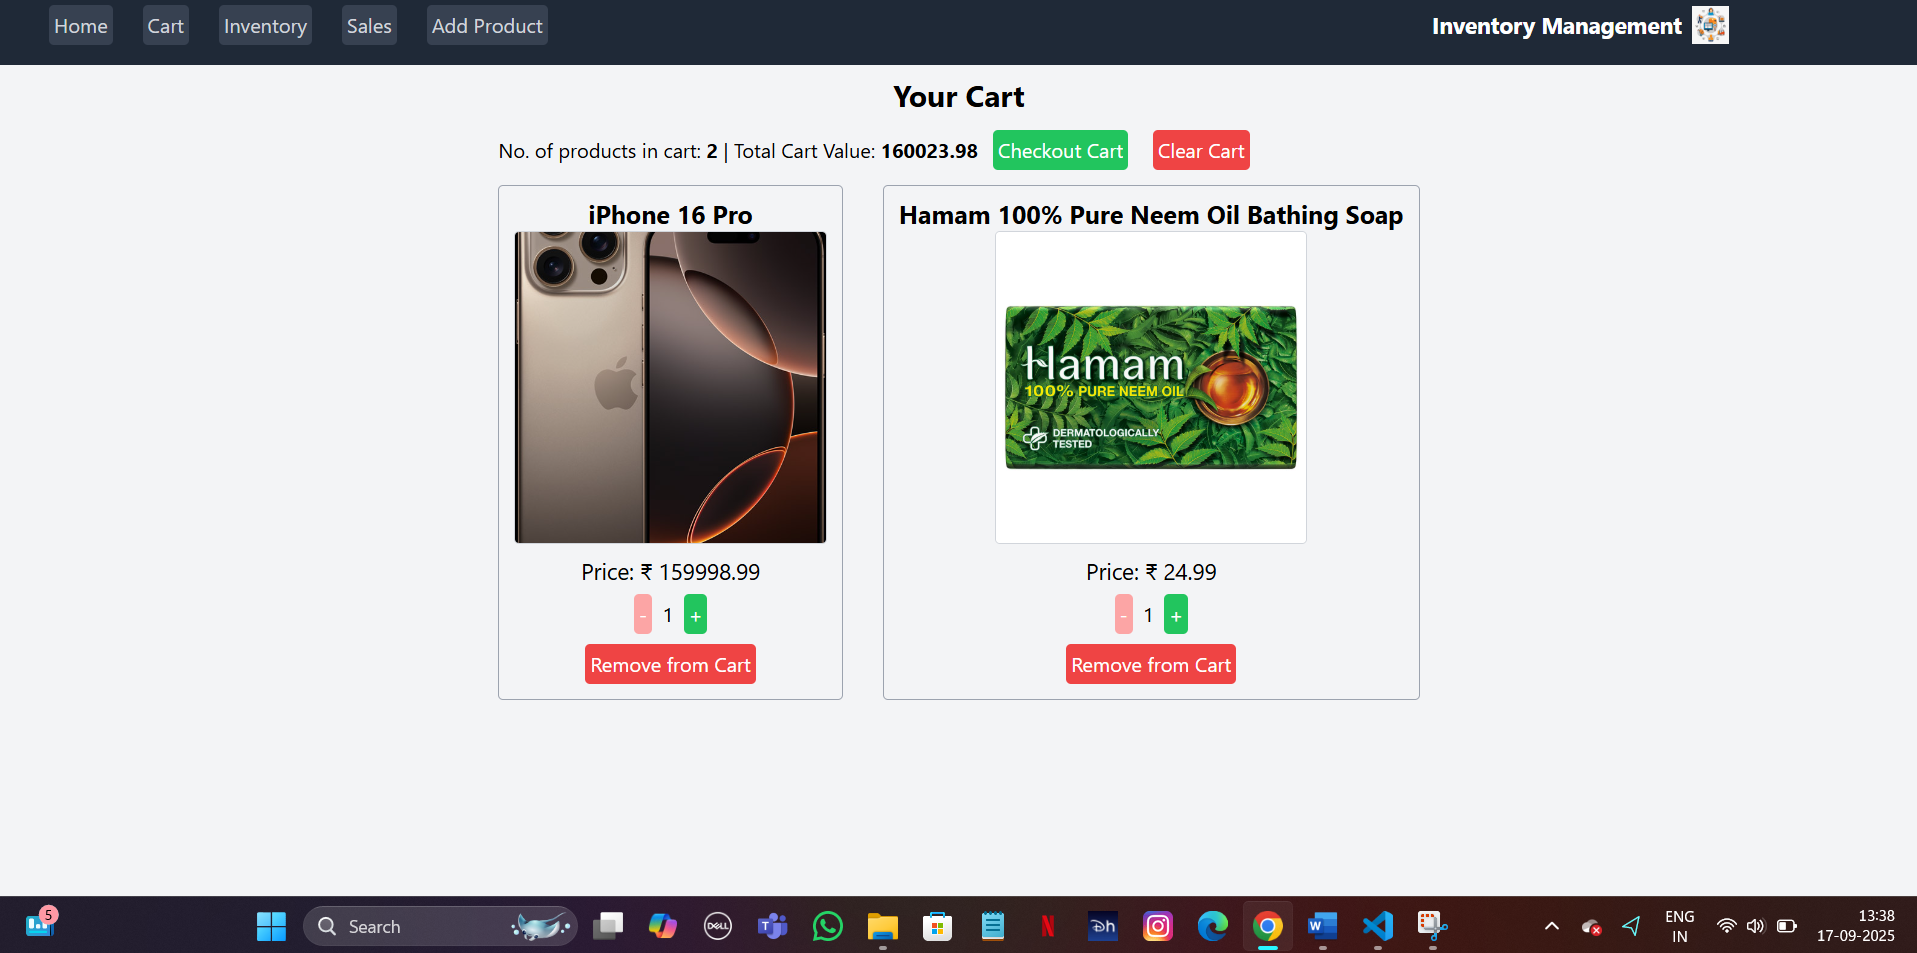 Home Cart Inventory Sales Add Product Inventory Management
Your Cart
No. of products in cart: 2 | Total Cart Value: 160023.98 Checkout Cart Clear Cart
iPhone 16 Pro
Price: ₹ 159998.99
- 1 +
Remove from Cart
Hamam 100% Pure Neem Oil Bathing Soap
Hamam
100% PURE NEEM OIL
DERMATOLOGICALLY
TESTED
Price: ₹ 24.99
- 1 +
Remove from Cart
5
Search
DELL
T
N
Dh
W
ENG
IN
13:38
17-09-2025